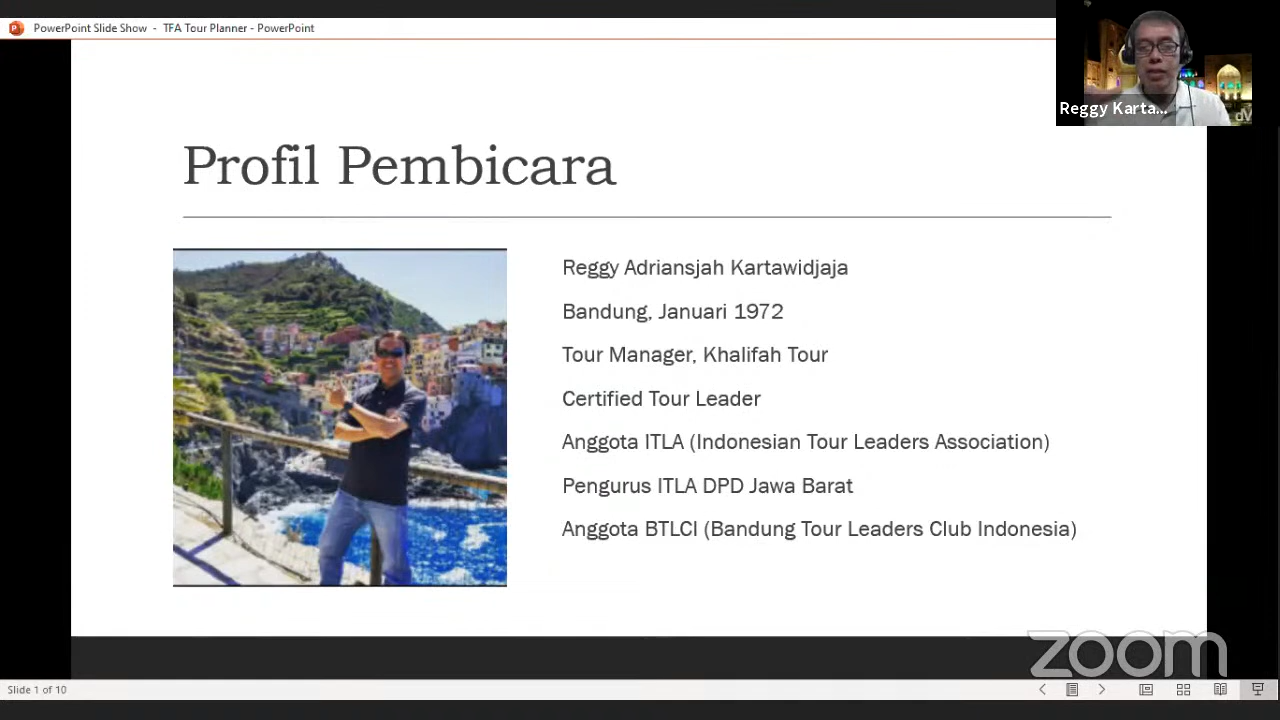 PowerPoint Slide Show - TFA Tour Planner - PowerPoint
Reggy Karta...
Profil Pembicara
Reggy Adriansjah Kartawidjaja
Bandung, Januari 1972
Tour Manager, Khalifah Tour
Certified Tour Leader
Anggota ITLA (Indonesian Tour Leaders Association)
Pengurus ITLA DPD Jawa Barat
Anggota BTLCI (Bandung Tour Leaders Club Indonesia)
zoom
Slide 1 of 10